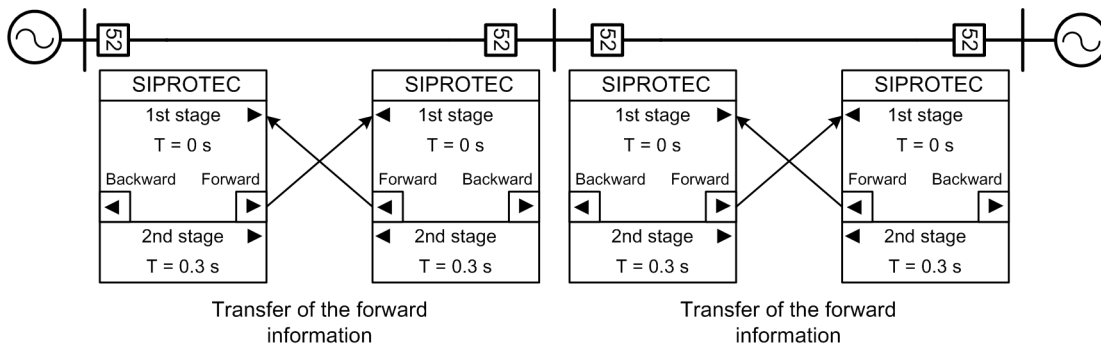 52
52
52
52
SIPROTEC
1st stage
T = 0 s
Backward Forward
2nd stage
T = 0.3 s
SIPROTEC
1st stage
T = 0 s
Forward Backward
2nd stage
T = 0.3 s
Transfer of the forward
information
SIPROTEC
1st stage
T = 0 s
Backward Forward
2nd stage
T = 0.3 s
SIPROTEC
1st stage
T = 0 s
Forward Backward
2nd stage
T = 0.3 s
Transfer of the forward
information